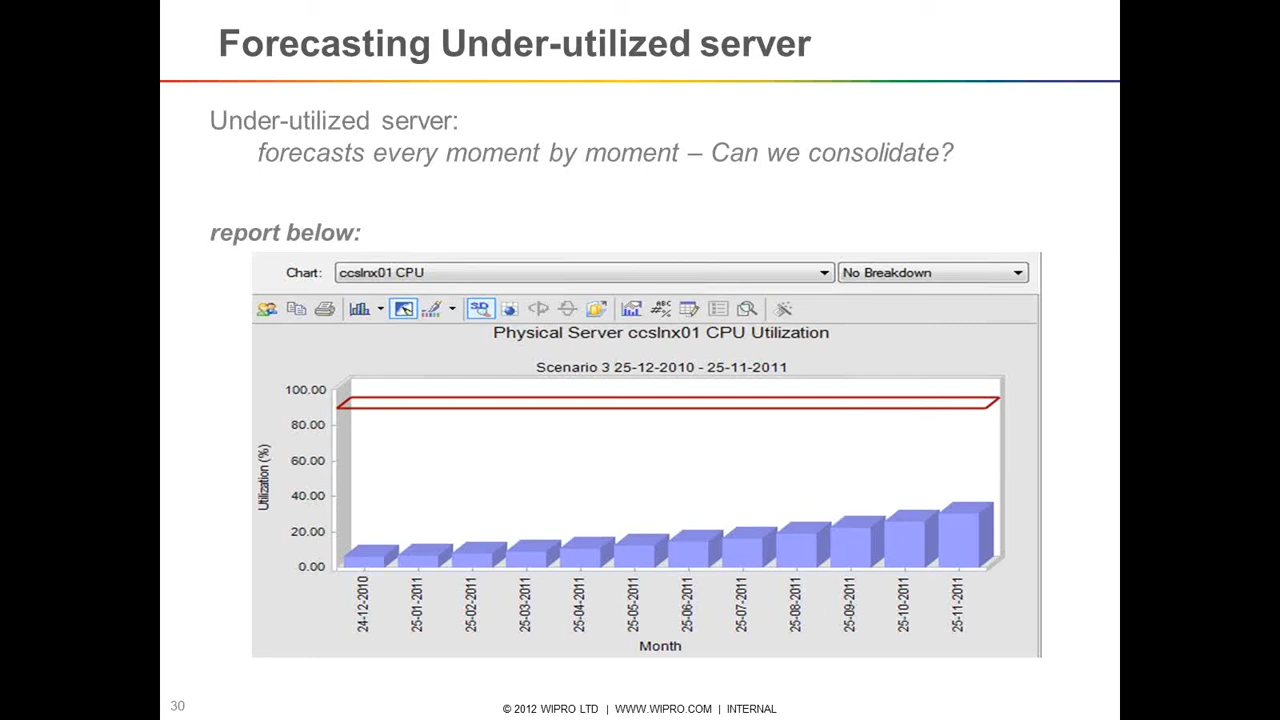 Forecasting Under-utilized server
Under-utilized server:
forecasts every moment by moment – Can we consolidate?
report below:
Chart: ccslnx01 CPU No Breakdown
3D ABC #%
Physical Server ccslnx01 CPU Utilization
Scenario 3 25-12-2010 - 25-11-2011
Utilization (%)
100.00
80.00
60.00
40.00
20.00
0.00
24-12-2010 25-01-2011 25-02-2011 25-03-2011 25-04-2011 25-05-2011 25-06-2011 25-07-2011 25-08-2011 25-09-2011 25-10-2011 25-11-2011
Month
30 © 2012 WIPRO LTD | WWW.WIPRO.COM | INTERNAL